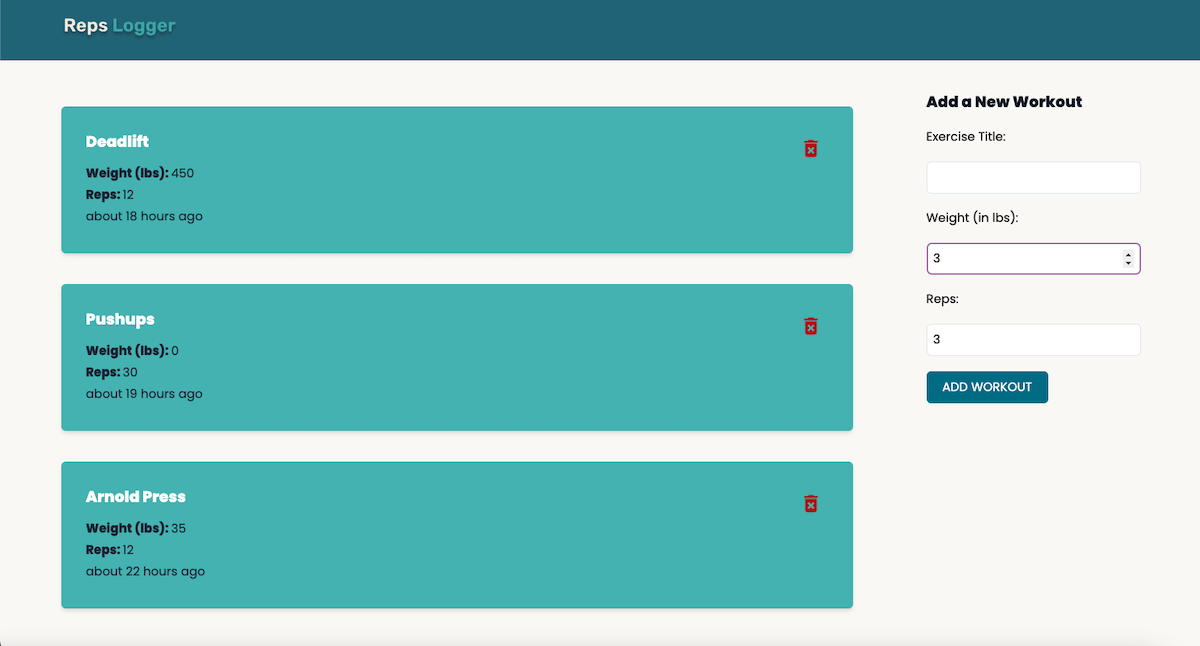 Reps Logger
Deadlift
Weight (lbs): 450
Reps: 12
about 18 hours ago
Pushups
Weight (lbs): 0
Reps: 30
about 19 hours ago
Arnold Press
Weight (lbs): 35
Reps: 12
about 22 hours ago
Add a New Workout
Exercise Title:
Weight (in lbs):
3
Reps:
3
ADD WORKOUT